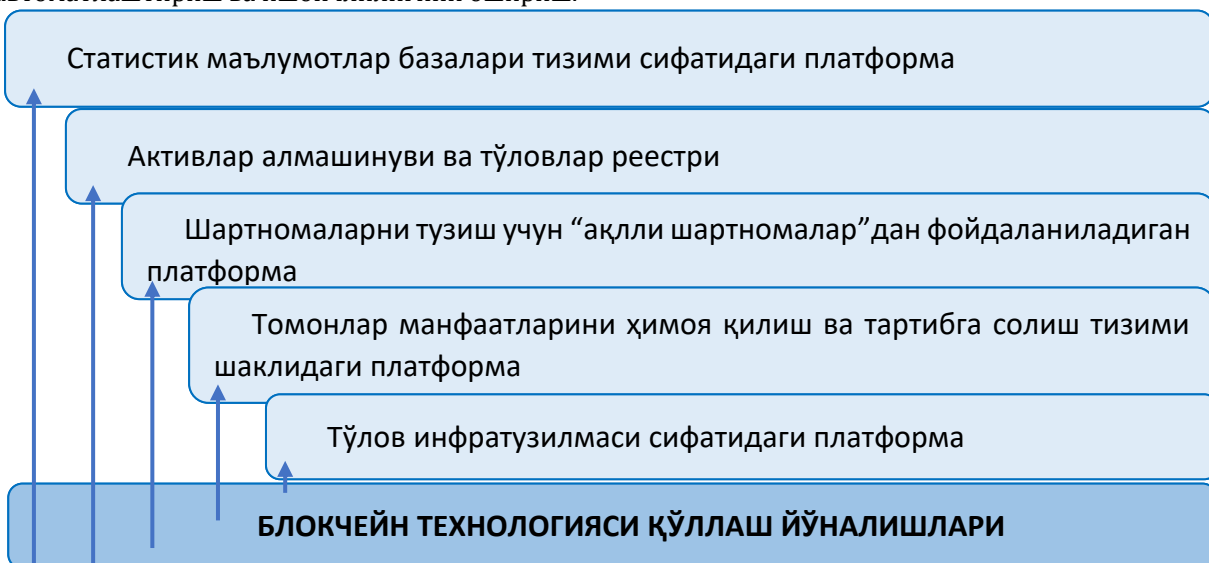 Статистик маълумотлар базалари тизими сифатидаги платформа
Активлар алмашинуви ва тўловлар реестри
Шартномаларни тузиш учун “ақлли шартномалар”дан фойдаланиладиган
платформа
Томонлар манфаатларини ҳимоя қилиш ва тартибга солиш тизими
шаклидаги платформа
Тўлов инфратузилмаси сифатидаги платформа
БЛОКЧЕЙН ТЕХНОЛОГИЯСИ ҚЎЛЛАШ ЙЎНАЛИШЛАРИ